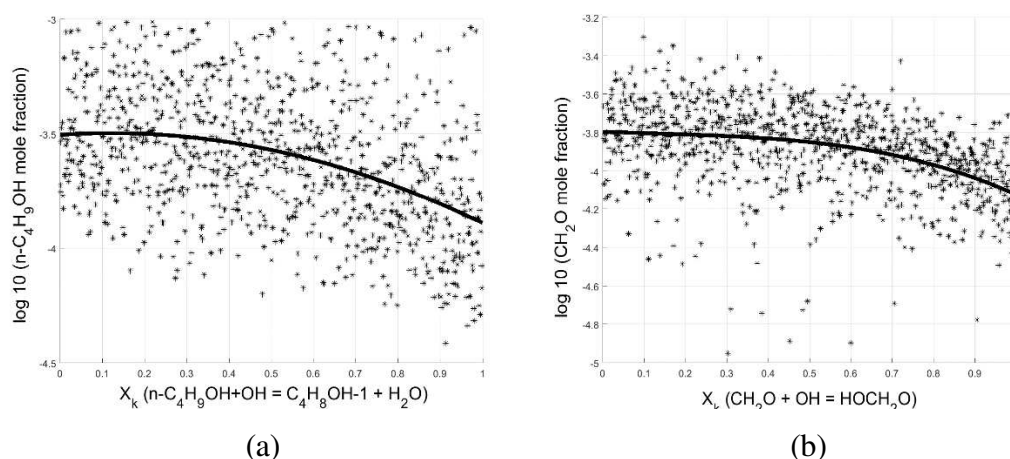 -3
-3.5
-4
-4.5
log 10 (n-C₄H₉OH mole fraction)
0 0.1 0.2 0.3 0.4 0.5 0.6 0.7 0.8 0.9 1
Xₖ (n-C₄H₉OH+OH = C₄H₈OH-1 + H₂O)
(a)
-3.2
-3.4
-3.6
-3.8
-4
-4.2
-4.4
-4.6
-4.8
-5
log 10 (CH₂O mole fraction)
0 0.1 0.2 0.3 0.4 0.5 0.6 0.7 0.8 0.9
Xₖ (CH₂O + OH = HOCH₂O)
(b)